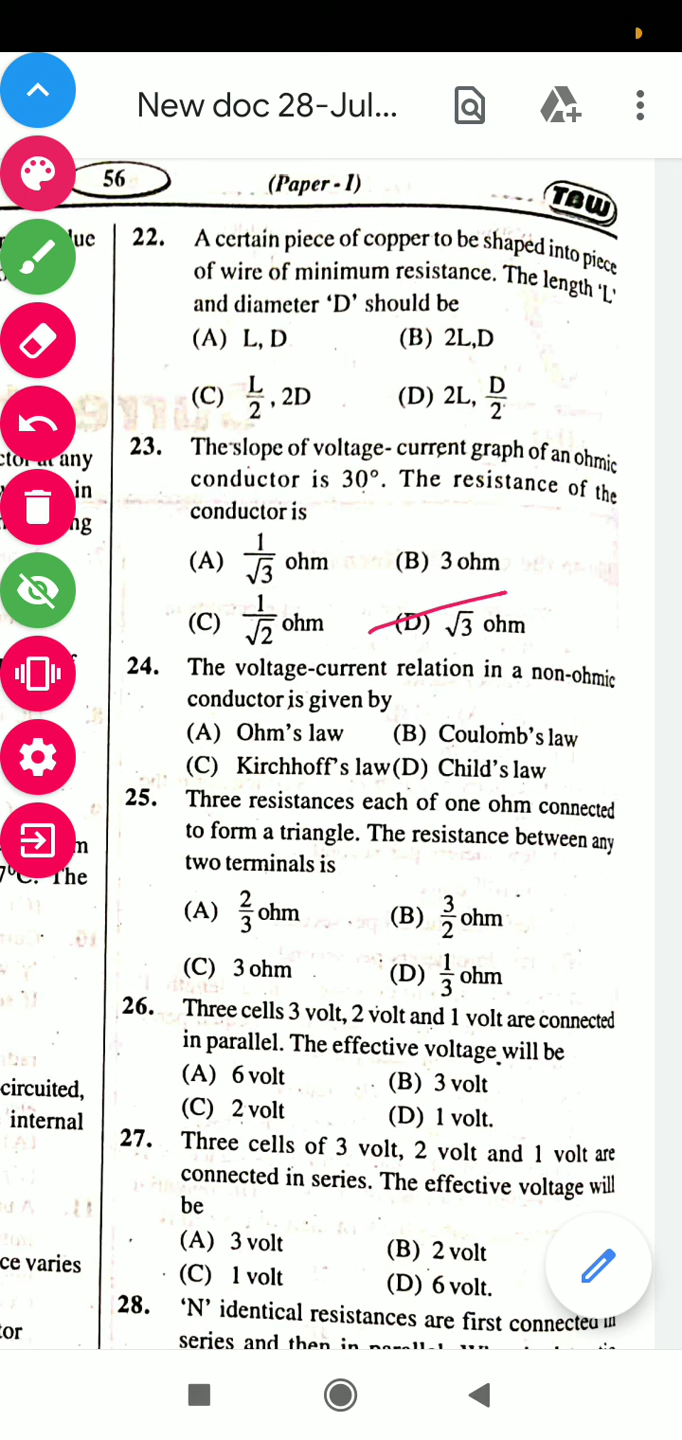 New doc 28-Jul...
56
(Paper - 1)
TBW
lue
any
in
ng
m
7°C. The
circuited,
internal
ce varies
tor
22. A certain piece of copper to be shaped into piece
of wire of minimum resistance. The length 'L'
and diameter 'D' should be
(A) L, D (B) 2L,D
(C) L/2 , 2D (D) 2L, D/2
23. The slope of voltage- current graph of an ohmic
conductor is 30°. The resistance of the
conductor is
(A) 1/√3 ohm (B) 3 ohm
(C) 1/√2 ohm (D) √3 ohm
24. The voltage-current relation in a non-ohmic
conductor is given by
(A) Ohm's law (B) Coulomb's law
(C) Kirchhoff's law (D) Child's law
25. Three resistances each of one ohm connected
to form a triangle. The resistance between any
two terminals is
(A) 2/3 ohm (B) 3/2 ohm
(C) 3 ohm (D) 1/3 ohm
26. Three cells 3 volt, 2 volt and 1 volt are connected
in parallel. The effective voltage will be
(A) 6 volt (B) 3 volt
(C) 2 volt (D) 1 volt.
27. Three cells of 3 volt, 2 volt and 1 volt are
connected in series. The effective voltage will
be
(A) 3 volt (B) 2 volt
(C) 1 volt (D) 6 volt.
28. 'N' identical resistances are first connected in
series and then in